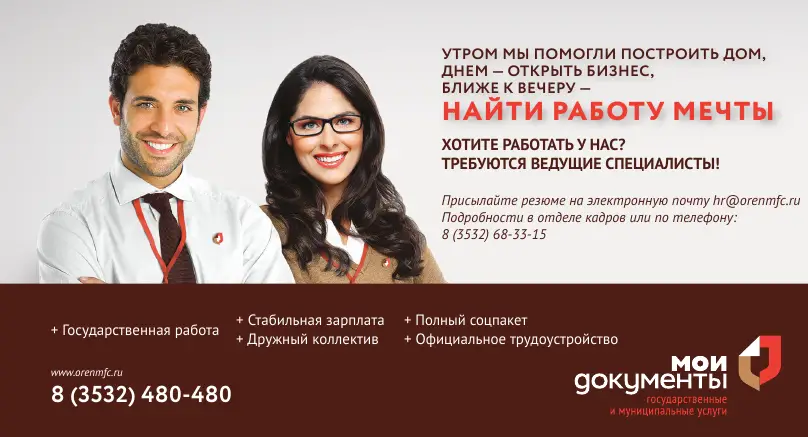 УТРОМ МЫ ПОМОГЛИ ПОСТРОИТЬ ДОМ,
ДНЕМ — ОТКРЫТЬ БИЗНЕС,
БЛИЖЕ К ВЕЧЕРУ —
НАЙТИ РАБОТУ МЕЧТЫ
ХОТИТЕ РАБОТАТЬ У НАС?
ТРЕБУЮТСЯ ВЕДУЩИЕ СПЕЦИАЛИСТЫ!
Присылайте резюме на электронную почту hr@orenmfc.ru
Подробности в отделе кадров или по телефону:
8 (3532) 68-33-15
+ Государственная работа
+ Стабильная зарплата
+ Дружный коллектив
+ Полный соцпакет
+ Официальное трудоустройство
www.orenmfc.ru
8 (3532) 480-480
мои
документы
государственные
и муниципальные услуги